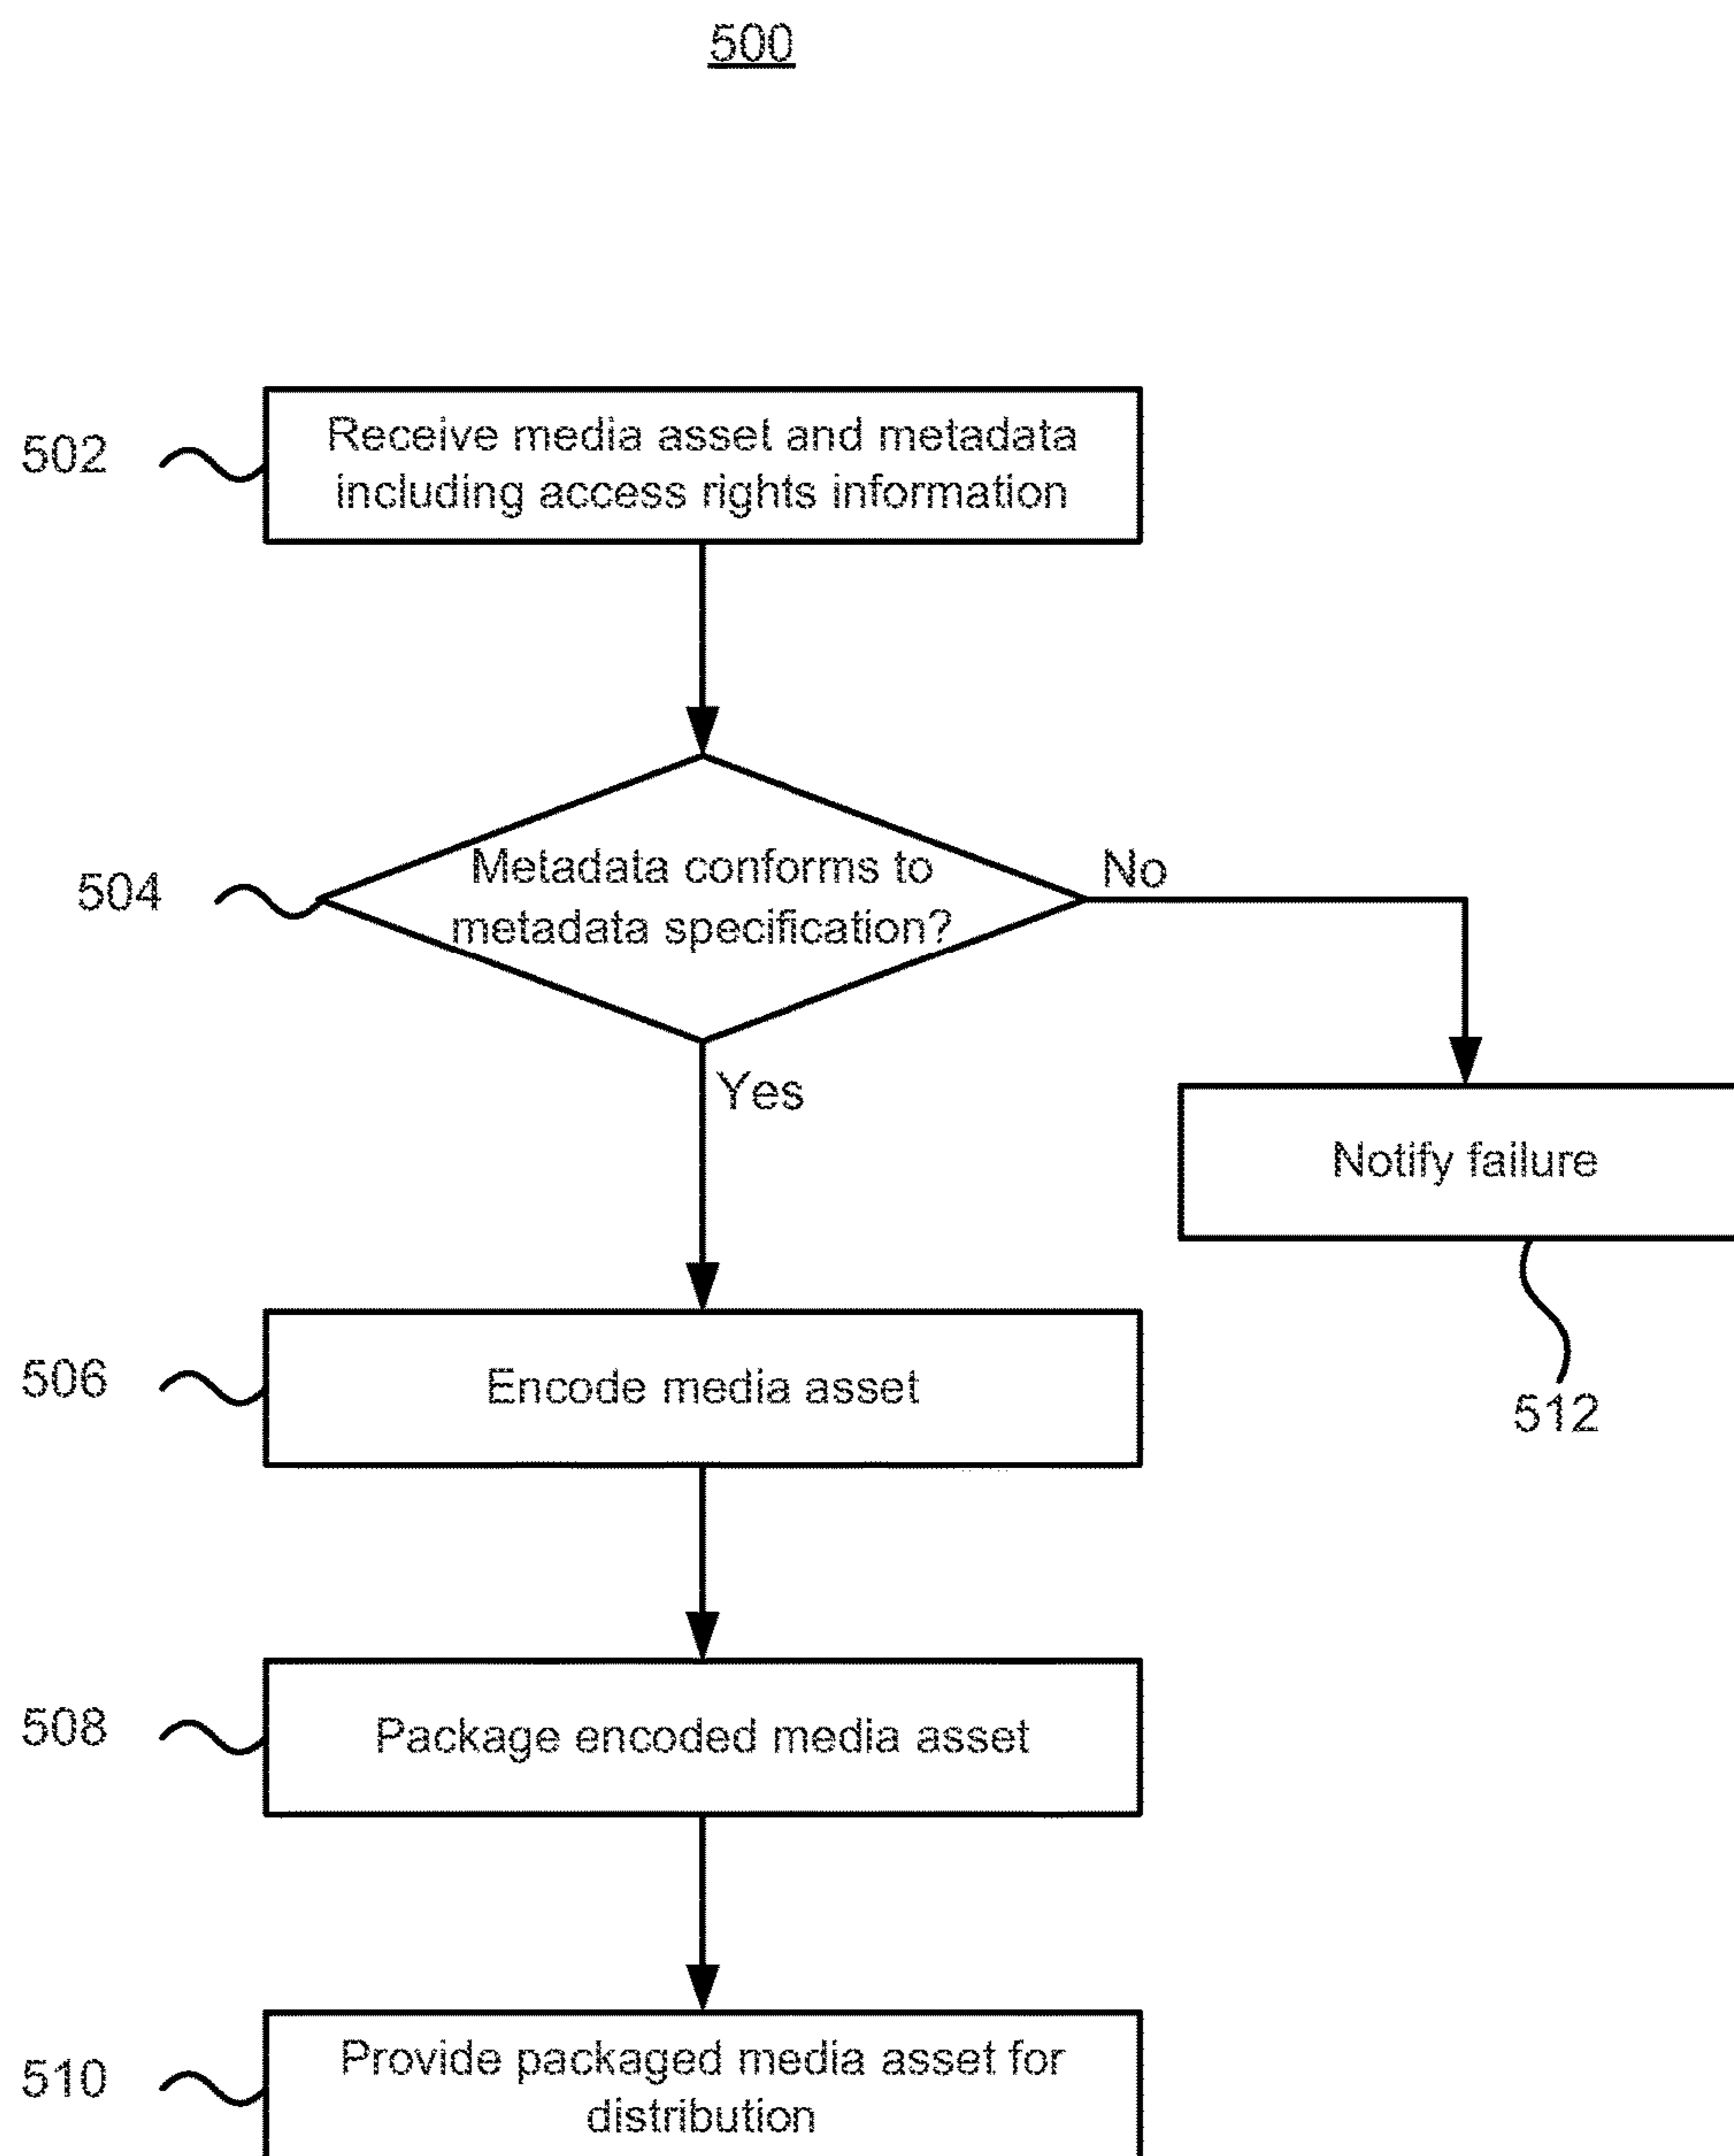 500
502
Receive media asset and metadata
including access rights information
504
Metadata conforms to
metadata specification?
No
Yes
Notify failure
512
506
Encode media asset
508
Package encoded media asset
510
Provide packaged media asset for
distribution